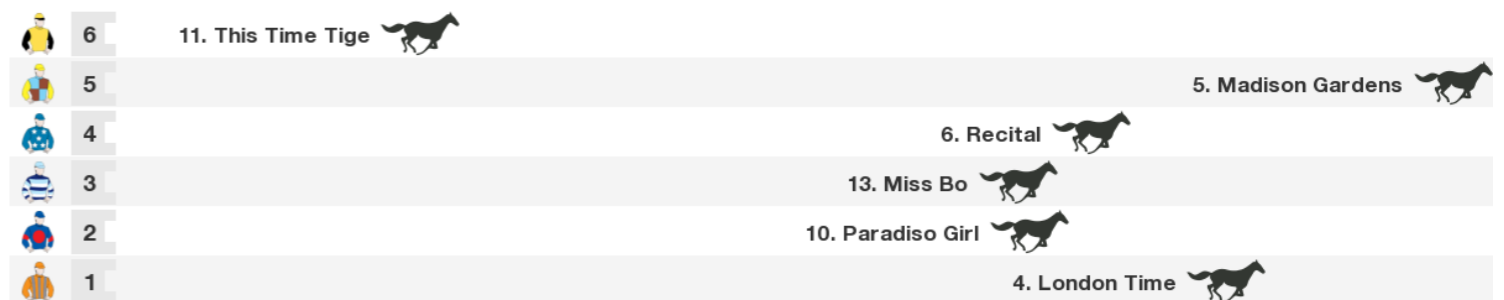 6 11. This Time Tige
5 5. Madison Gardens
4 6. Recital
3 13. Miss Bo
2 10. Paradiso Girl
1 4. London Time